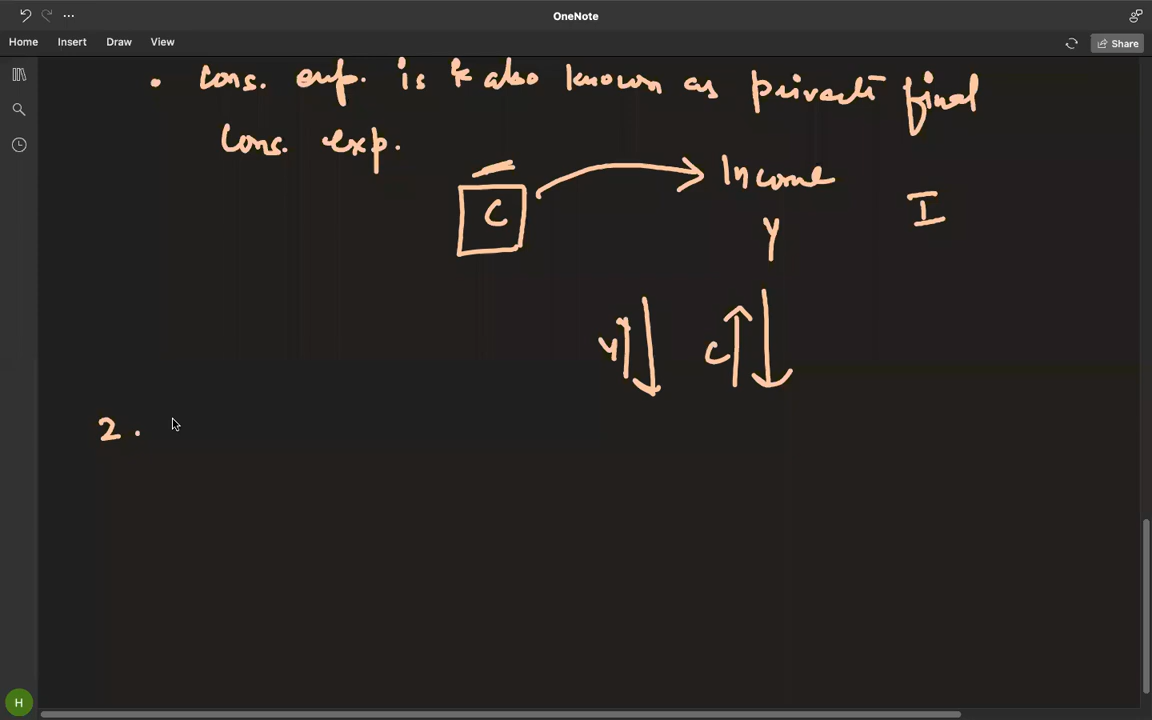 OneNote
Home Insert Draw View
Share
• Cons. exp. is also known as private final
Cons. exp.
C
Income
I
Y
Y
C
2.
H